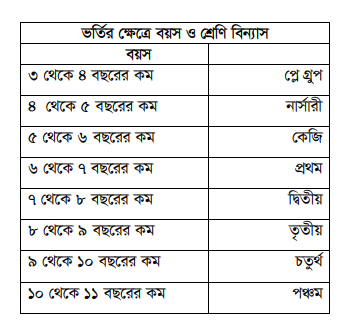 ভর্তির ক্ষেত্রে বয়স ও শ্রেণি বিন্যাস
বয়স
৩ থেকে ৪ বছরের কম প্লে গ্রুপ
৪ থেকে ৫ বছরের কম নার্সারী
৫ থেকে ৬ বছরের কম কেজি
৬ থেকে ৭ বছরের কম প্রথম
৭ থেকে ৮ বছরের কম দ্বিতীয়
৮ থেকে ৯ বছরের কম তৃতীয়
৯ থেকে ১০ বছরের কম চতুর্থ
১০ থেকে ১১ বছরের কম পঞ্চম